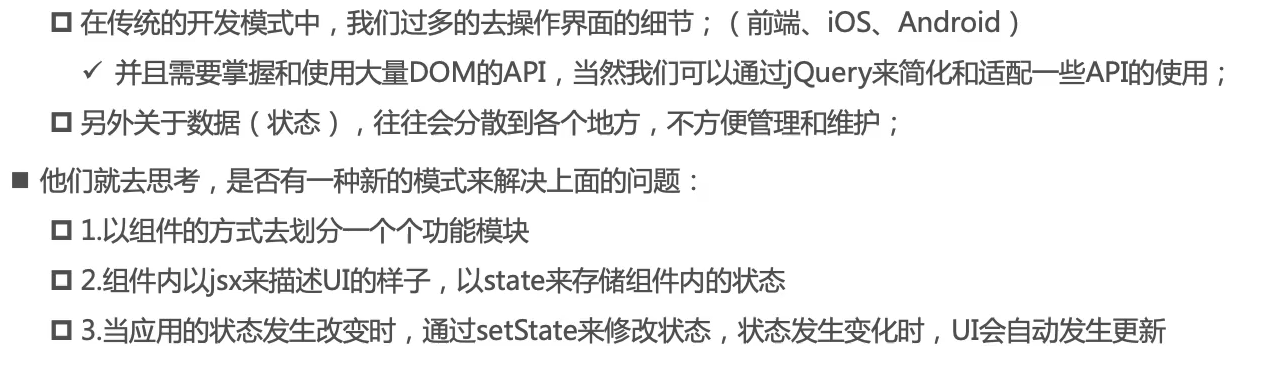 在传统的开发模式中，我们过多的去操作界面的细节；（前端、iOS、Android）
并且需要掌握和使用大量DOM的API，当然我们可以通过jQuery来简化和适配一些API的使用；
另外关于数据（状态），往往会分散到各个地方，不方便管理和维护；
他们就去思考，是否有一种新的模式来解决上面的问题：
1.以组件的方式去划分一个个功能模块
2.组件内以jsx来描述UI的样子，以state来存储组件内的状态
3.当应用的状态发生改变时，通过setState来修改状态，状态发生变化时，UI会自动发生更新